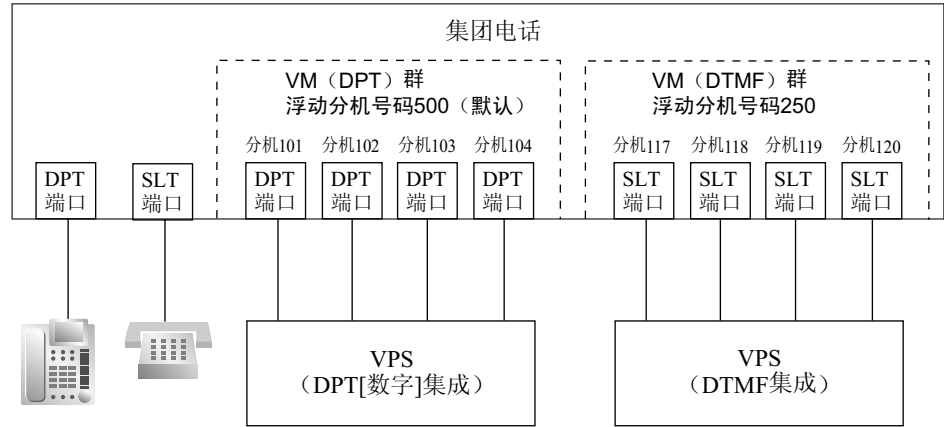 集团电话
VM（DPT）群
浮动分机号码500（默认）
VM（DTMF）群
浮动分机号码250
分机101
分机102
分机103
分机104
分机117
分机118
分机119
分机120
DPT
端口
SLT
端口
DPT
端口
DPT
端口
DPT
端口
DPT
端口
SLT
端口
SLT
端口
SLT
端口
SLT
端口
VPS
（DPT[数字]集成）
VPS
（DTMF集成）